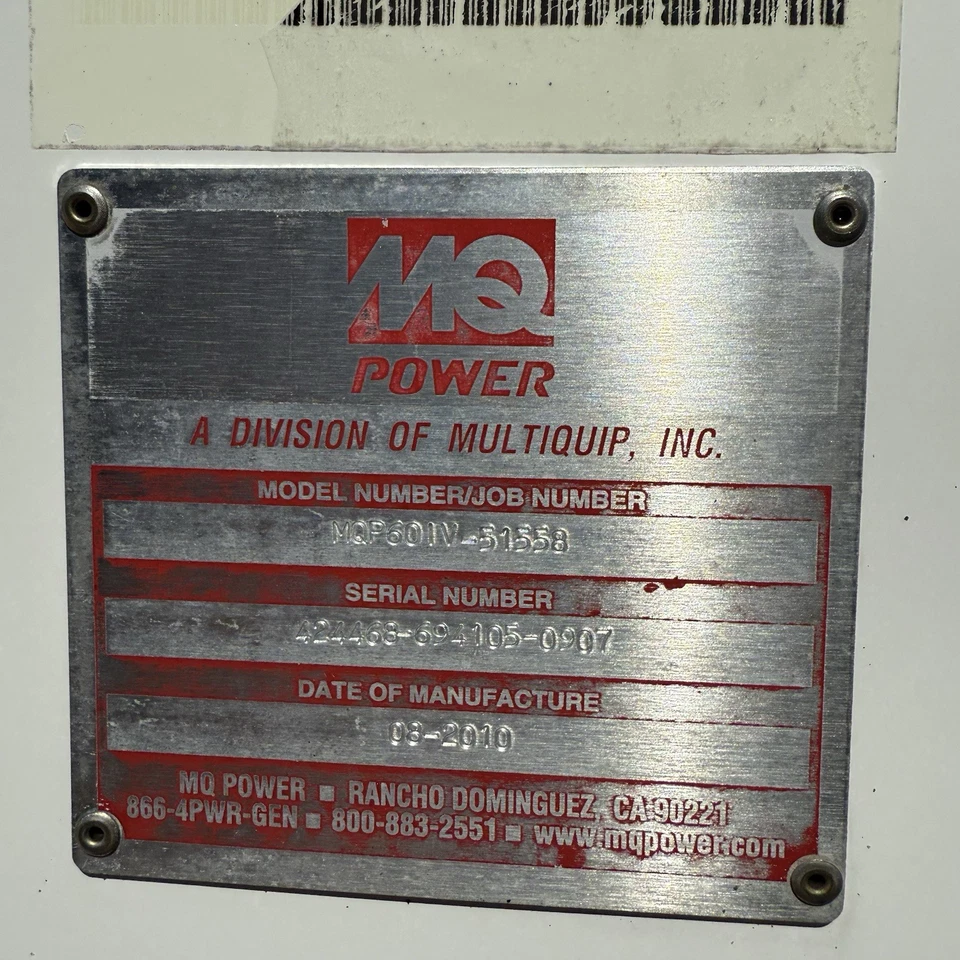 MQ
POWER
A DIVISION OF MULTIQUIP, INC.
MODEL NUMBER/JOB NUMBER
MQP60IV-51558
SERIAL NUMBER
424468-694105-0907
DATE OF MANUFACTURE
08-2010
MQ POWER ■ RANCHO DOMINGUEZ, CA 90221
866-4PWR-GEN ■ 800-883-2551 ■ www.mqpower.com